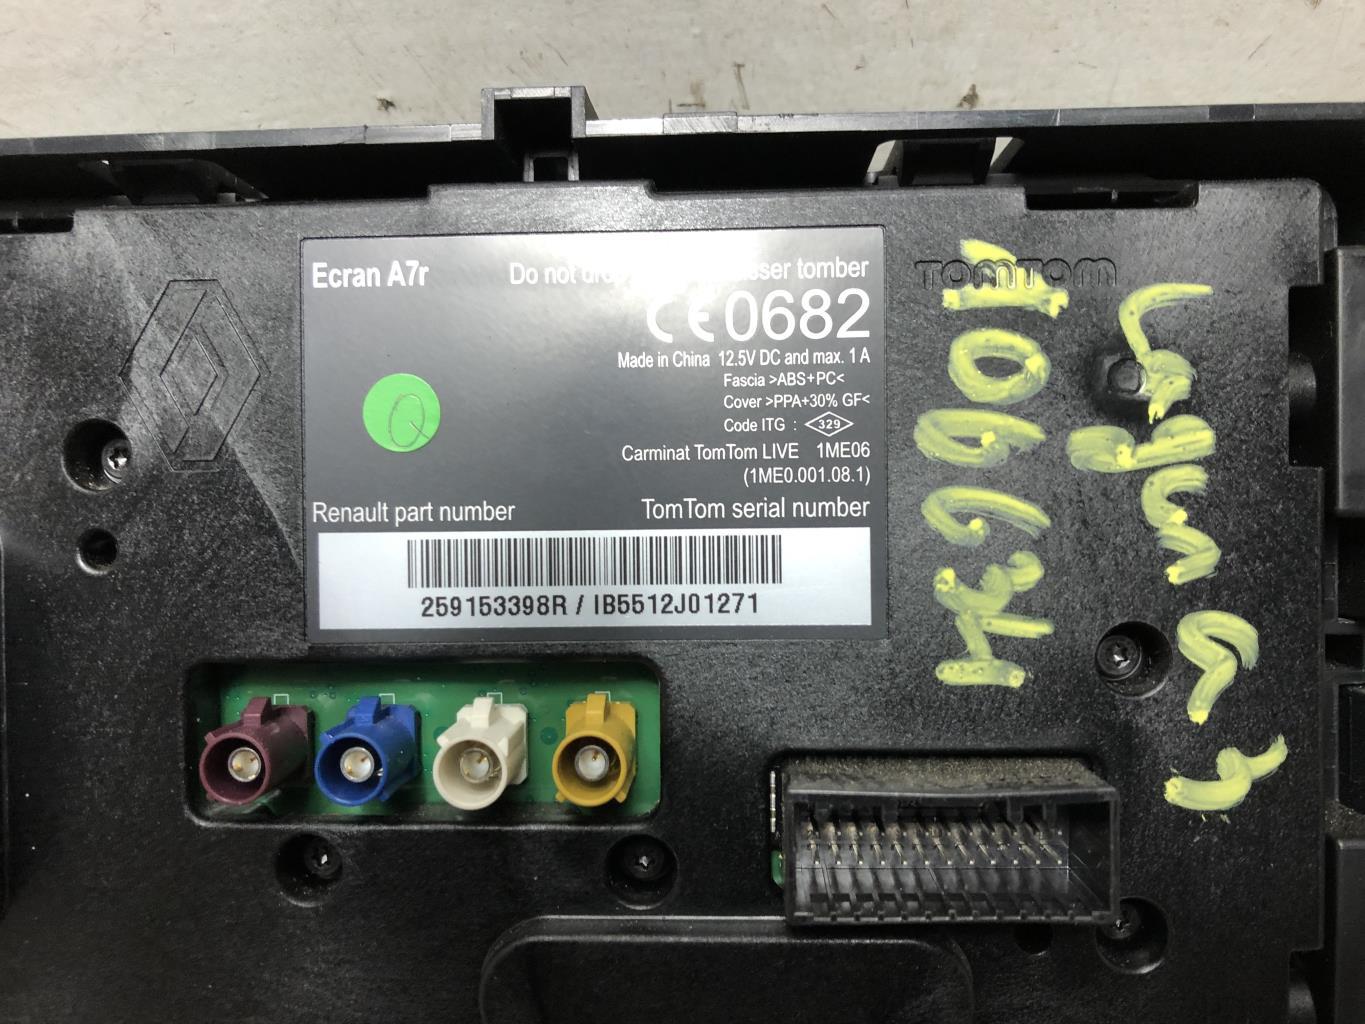 Ecran A7r
Do not drop tomber
CE 0682
Made in China 12.5V DC and max. 1 A
Fascia >ABS+PC<
Cover >PPA+30% GF<
Code ITG : 329
Carminat TomTom LIVE 1ME06
(1ME0.001.08.1)
Renault part number
TomTom serial number
259153398R / IB5512J01271
Q
TOMTOM